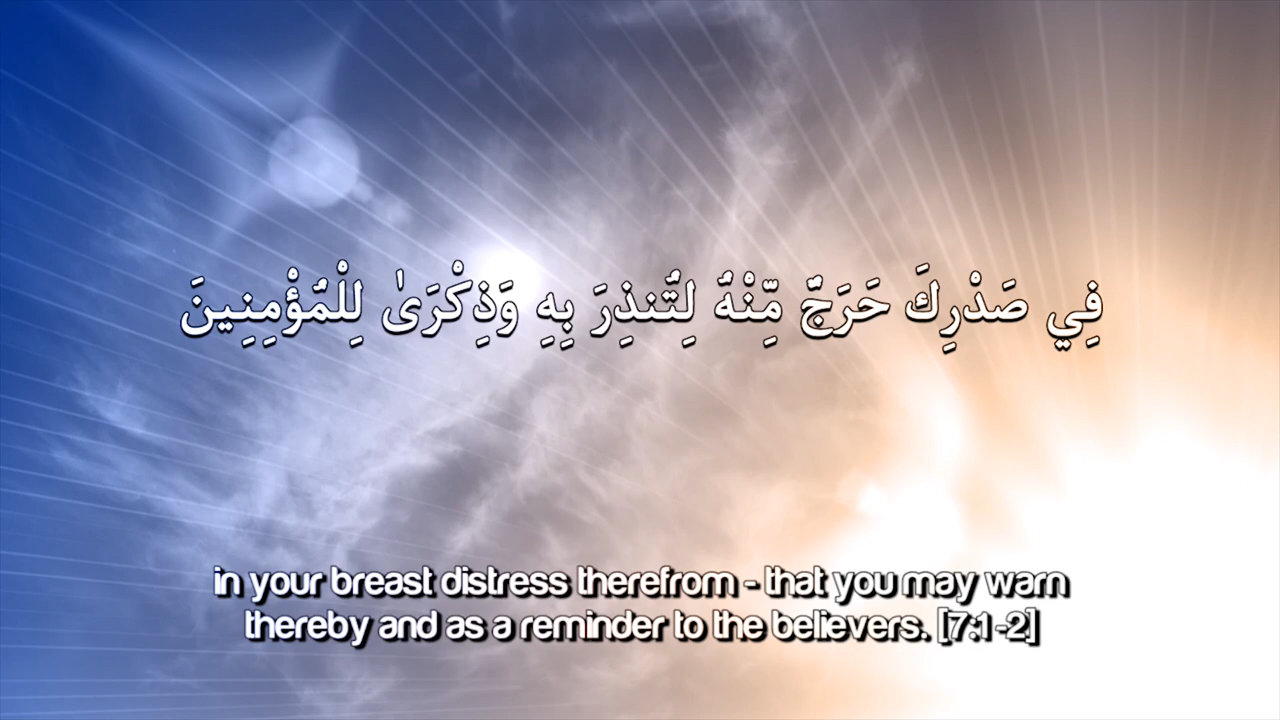 فِي صَدْرِكَ حَرَجٌ مِّنْهُ لِتُنذِرَ بِهِ وَذِكْرَىٰ لِلْمُؤْمِنِينَ
in your breast distress therefrom - that you may warn
thereby and as a reminder to the believers. [7:1-2]